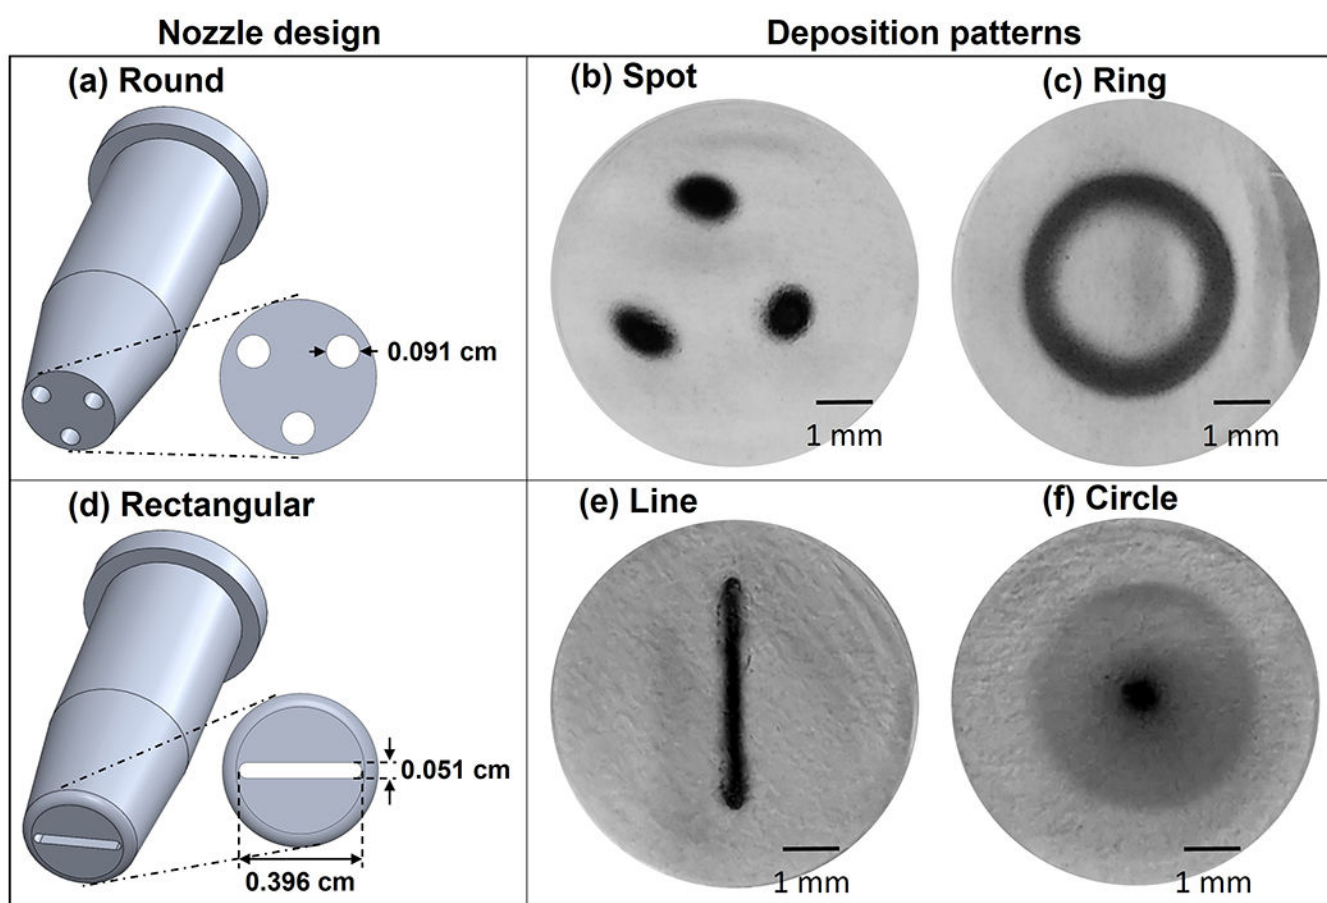 Nozzle design
Deposition patterns
(a) Round
0.091 cm
(b) Spot
1 mm
(c) Ring
1 mm
(d) Rectangular
0.051 cm
0.396 cm
(e) Line
1 mm
(f) Circle
1 mm